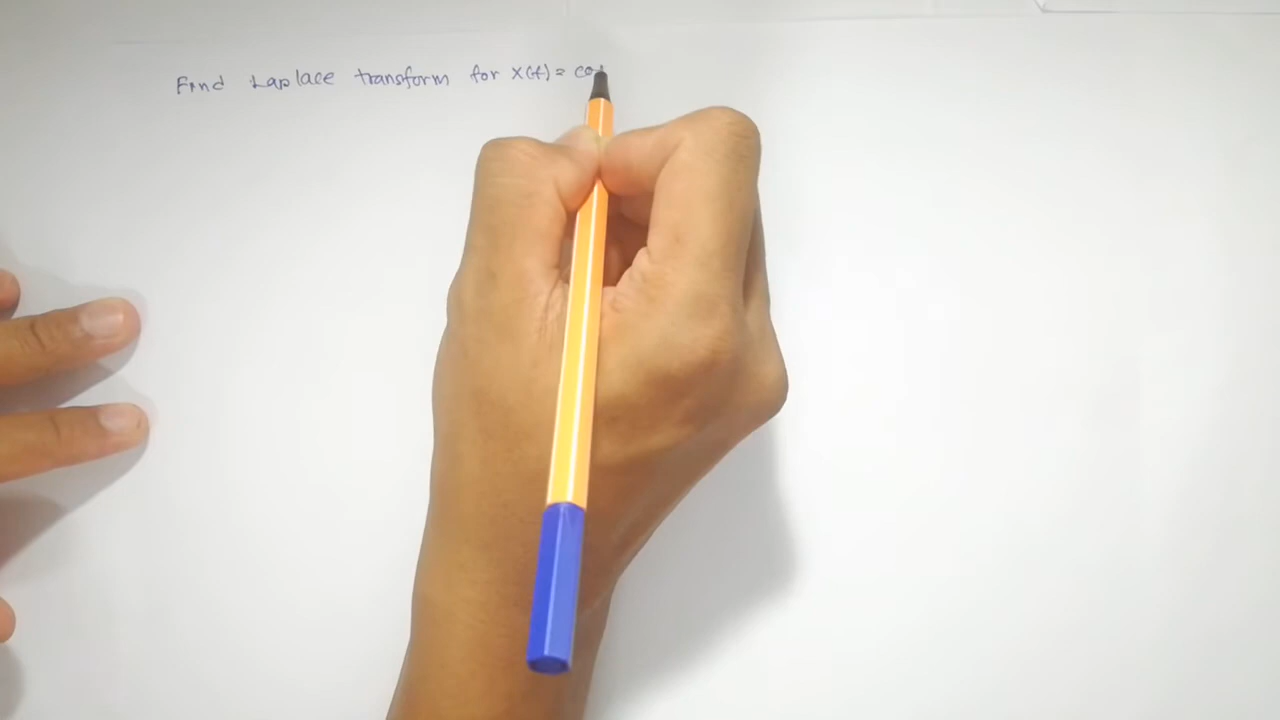 Find Laplace transform for x(t) = co